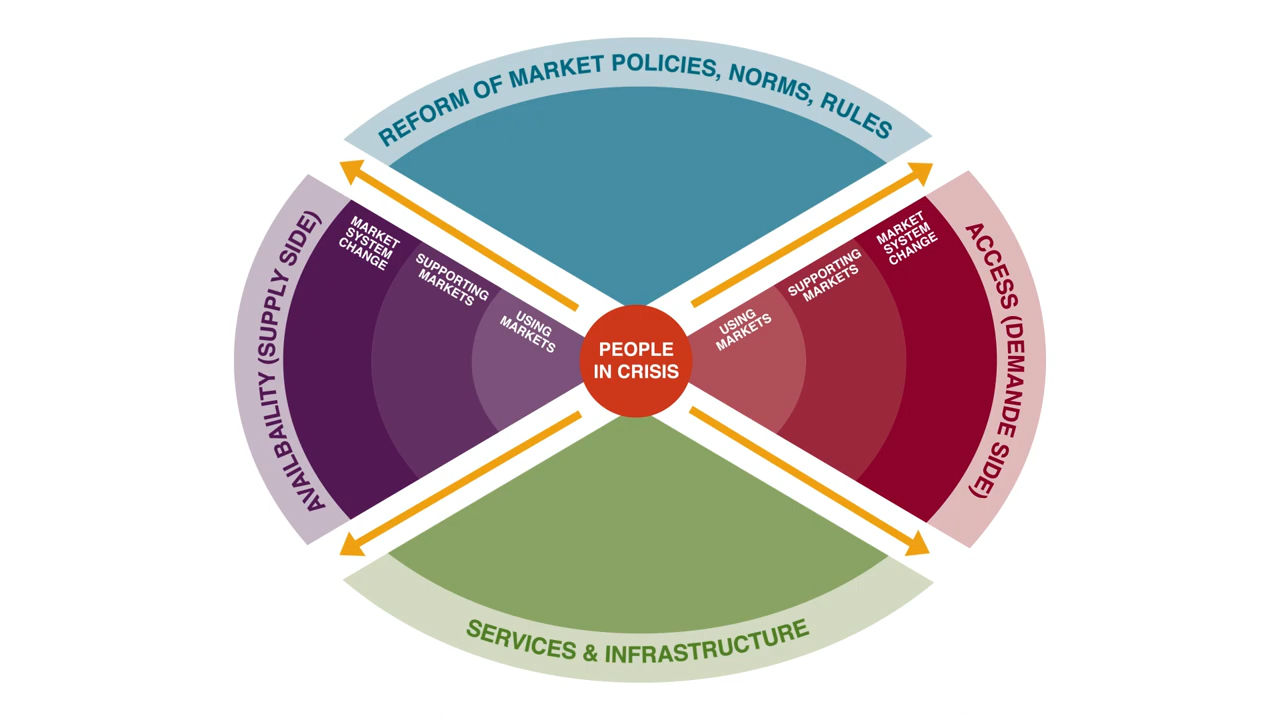 REFORM OF MARKET POLICIES, NORMS, RULES
AVAILBAILITY (SUPPLY SIDE)
MARKET
SYSTEM
CHANGE
SUPPORTING
MARKETS
USING
MARKETS
PEOPLE
IN CRISIS
USING
MARKETS
SUPPORTING
MARKETS
MARKET
SYSTEM
CHANGE
ACCESS (DEMANDE SIDE)
SERVICES & INFRASTRUCTURE